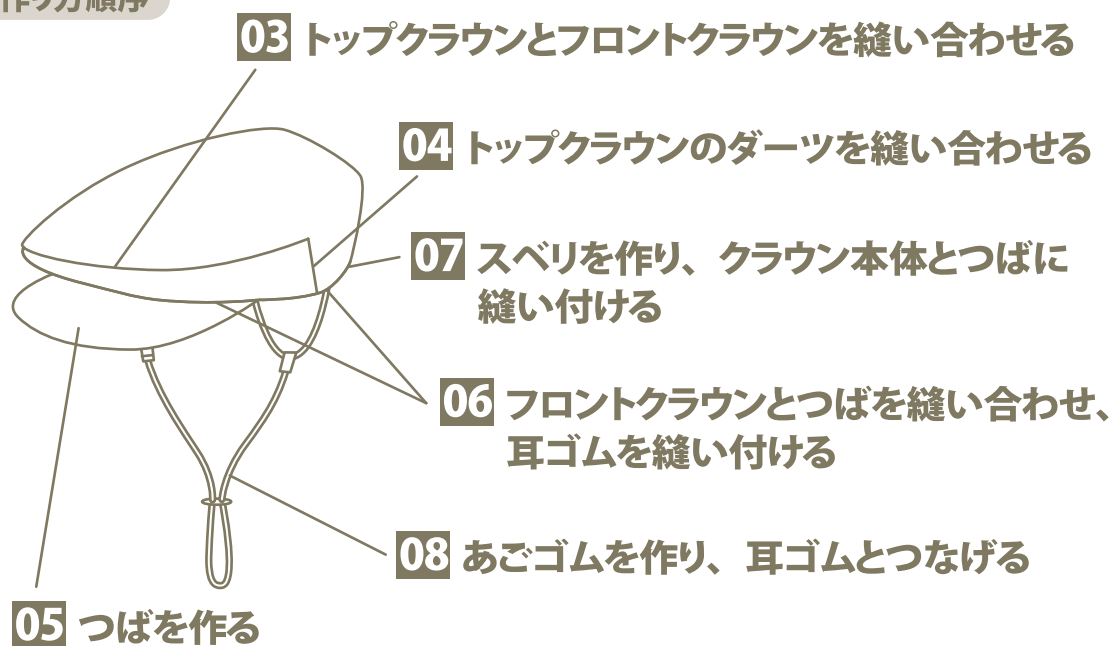 作り方順序
03 トップクラウンとフロントクラウンを縫い合わせる
04 トップクラウンのダーツを縫い合わせる
07 スベリを作り、クラウン本体とつばに
縫い付ける
06 フロントクラウンとつばを縫い合わせ、
耳ゴムを縫い付ける
08 あごゴムを作り、耳ゴムとつなげる
05 つばを作る